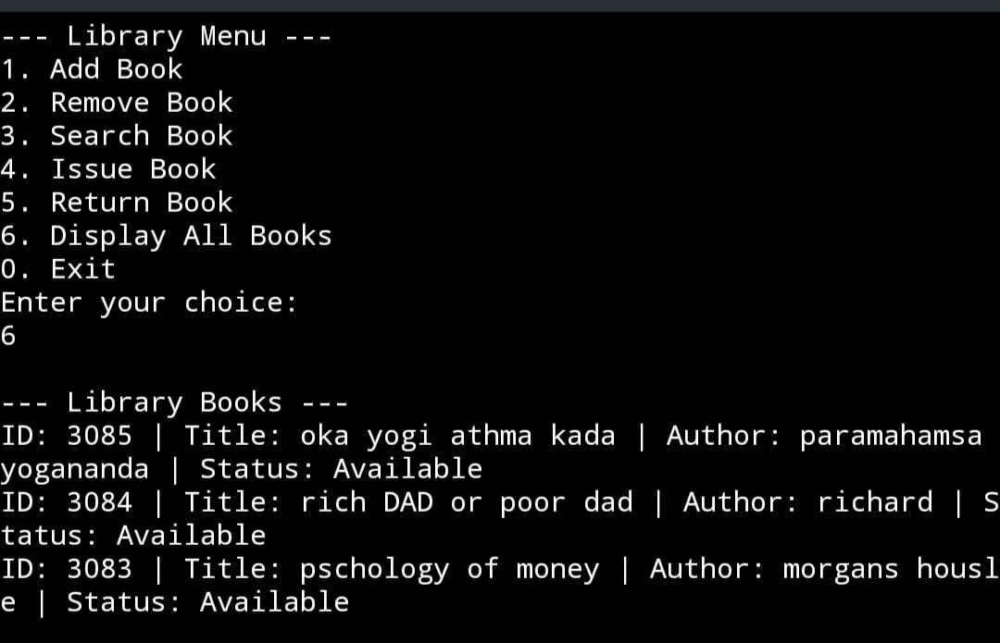 --- Library Menu ---
1. Add Book
2. Remove Book
3. Search Book
4. Issue Book
5. Return Book
6. Display All Books
0. Exit
Enter your choice:
6
--- Library Books ---
ID: 3085 | Title: oka yogi athma kada | Author: paramahamsa
yogananda | Status: Available
ID: 3084 | Title: rich DAD or poor dad | Author: richard | S
tatus: Available
ID: 3083 | Title: pschology of money | Author: morgans housl
e | Status: Available